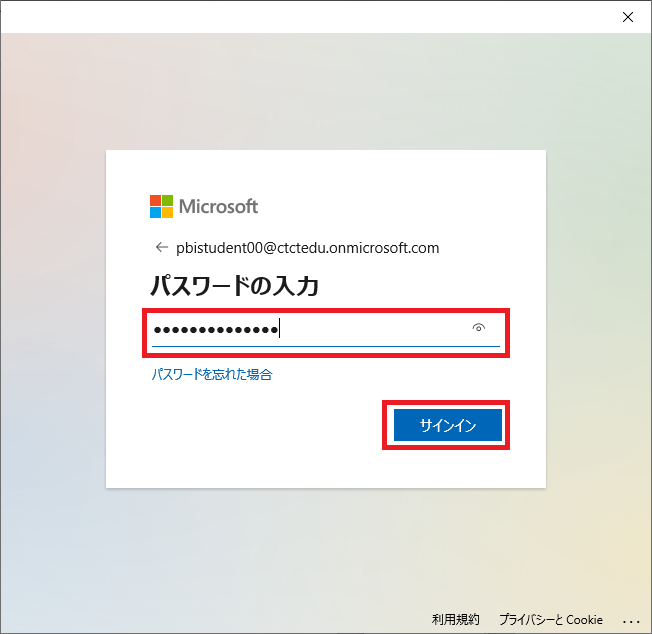 Microsoft
← pbistudent00@ctctedu.onmicrosoft.com
パスワードの入力
●●●●●●●●●●●●●●
パスワードを忘れた場合
サインイン
利用規約 プライバシーと Cookie ...